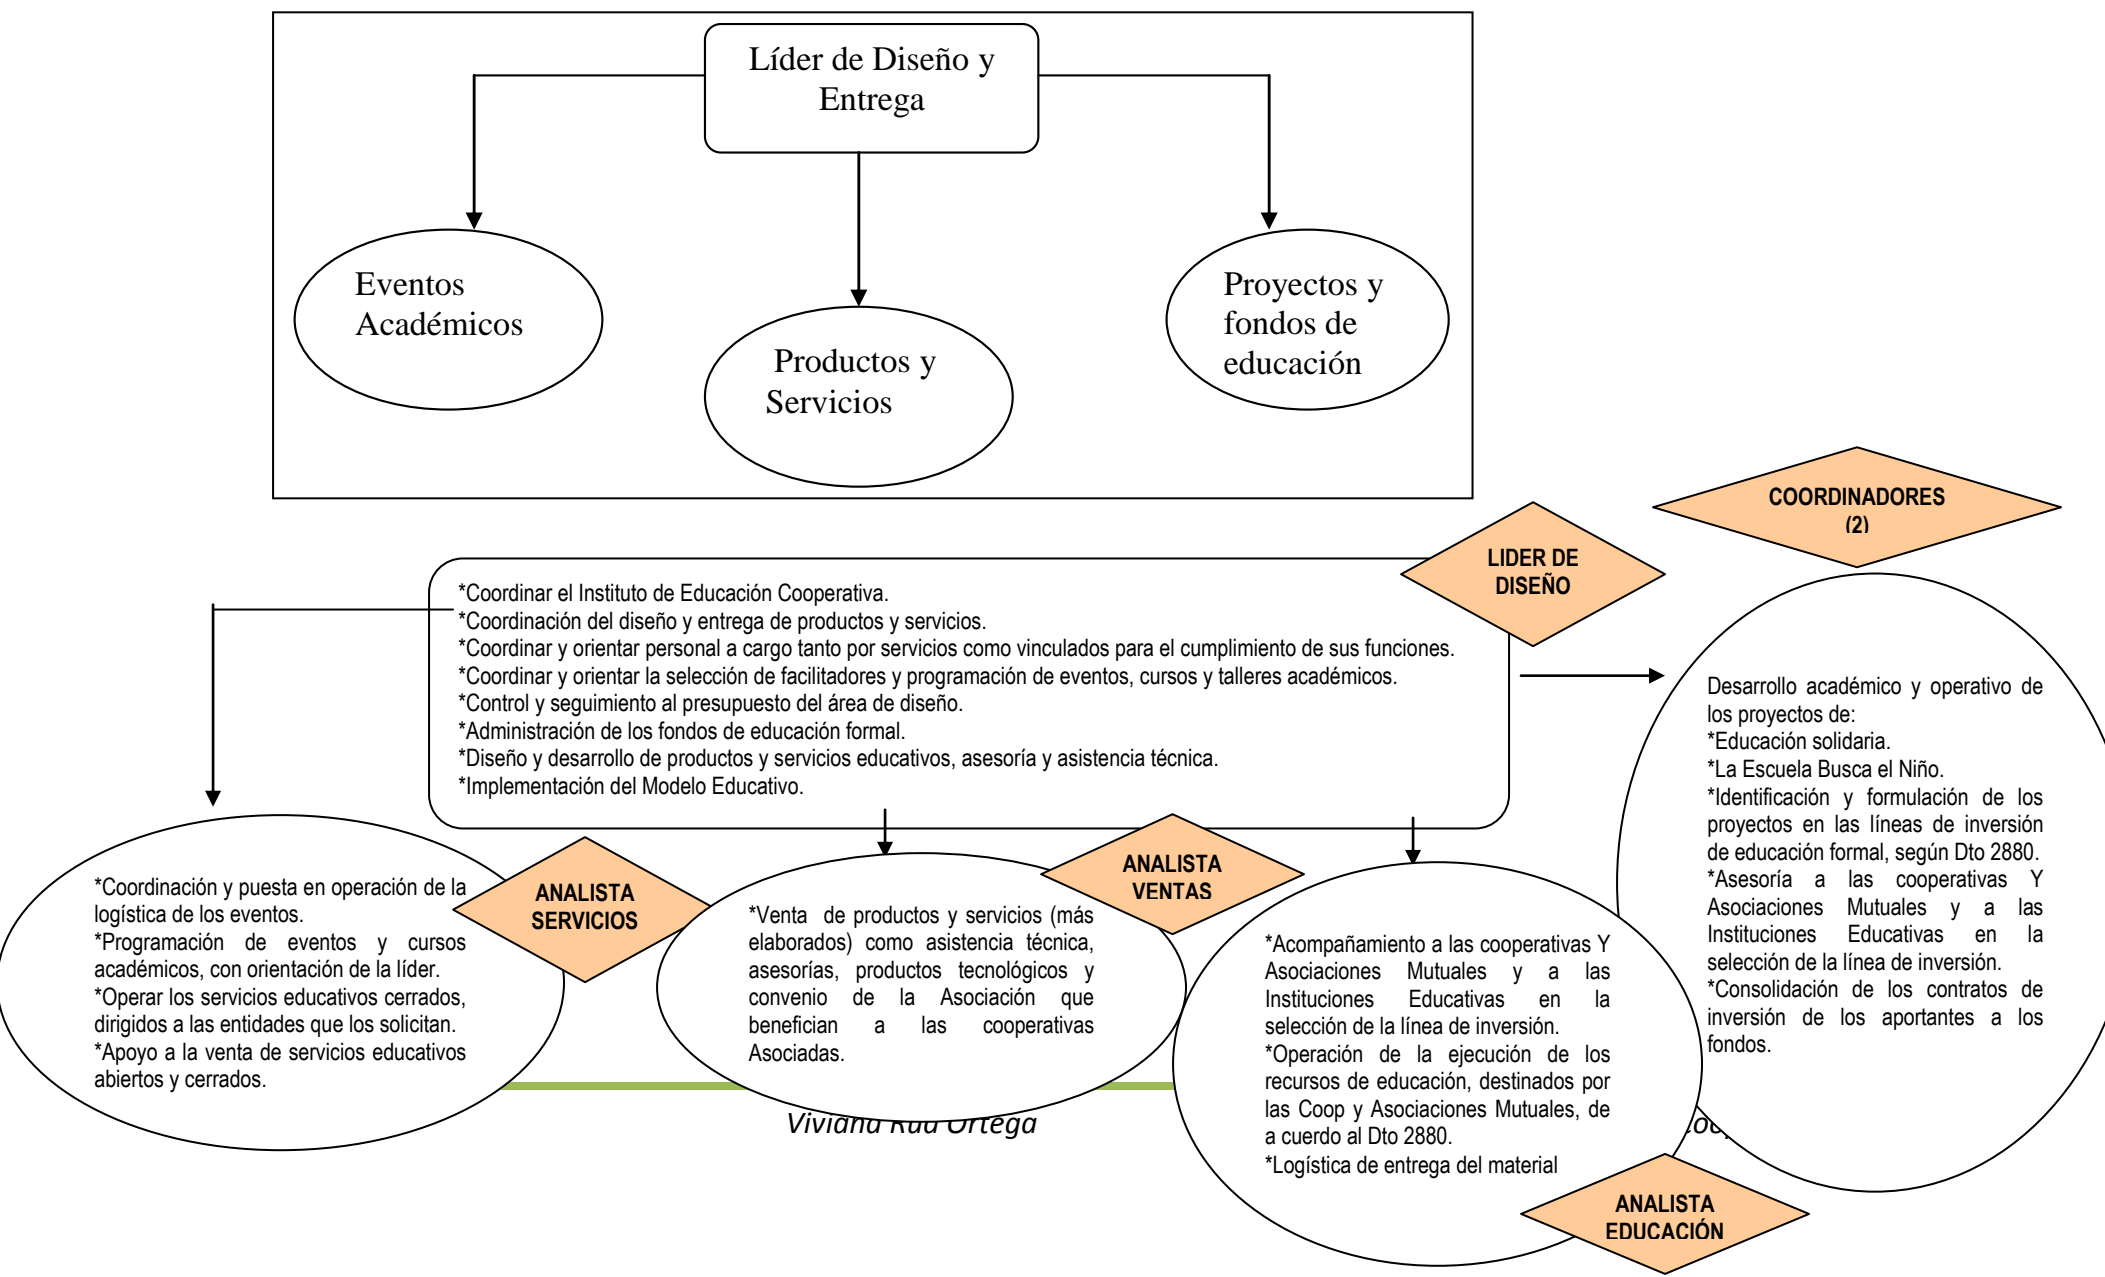 Líder de Diseño y
Entrega
Eventos
Académicos
Productos y
Servicios
Proyectos y
fondos de
educación
COORDINADORES
(2)
LIDER DE
DISEÑO
*Coordinar el Instituto de Educación Cooperativa.
*Coordinación del diseño y entrega de productos y servicios.
*Coordinar y orientar personal a cargo tanto por servicios como vinculados para el cumplimiento de sus funciones.
*Coordinar y orientar la selección de facilitadores y programación de eventos, cursos y talleres académicos.
*Control y seguimiento al presupuesto del área de diseño.
*Administración de los fondos de educación formal.
*Diseño y desarrollo de productos y servicios educativos, asesoría y asistencia técnica.
*Implementación del Modelo Educativo.
Desarrollo académico y operativo de
los proyectos de:
*Educación solidaria.
*La Escuela Busca el Niño.
*Identificación y formulación de los
proyectos en las líneas de inversión
de educación formal, según Dto 2880.
*Asesoría a las cooperativas Y
Asociaciones Mutuales y a las
Instituciones Educativas en la
selección de la línea de inversión.
*Consolidación de los contratos de
inversión de los aportantes a los
fondos.
ANALISTA
SERVICIOS
*Coordinación y puesta en operación de la
logística de los eventos.
*Programación de eventos y cursos
académicos, con orientación de la líder.
*Operar los servicios educativos cerrados,
dirigidos a las entidades que los solicitan.
*Apoyo a la venta de servicios educativos
abiertos y cerrados.
ANALISTA
VENTAS
*Venta de productos y servicios (más
elaborados) como asistencia técnica,
asesorías, productos tecnológicos y
convenio de la Asociación que
benefician a las cooperativas
Asociadas.
*Acompañamiento a las cooperativas Y
Asociaciones Mutuales y a las
Instituciones Educativas en la
selección de la línea de inversión.
*Operación de la ejecución de los
recursos de educación, destinados por
las Coop y Asociaciones Mutuales, de
a cuerdo al Dto 2880.
*Logística de entrega del material
ANALISTA
EDUCACIÓN
Viviana Rúa Ortega